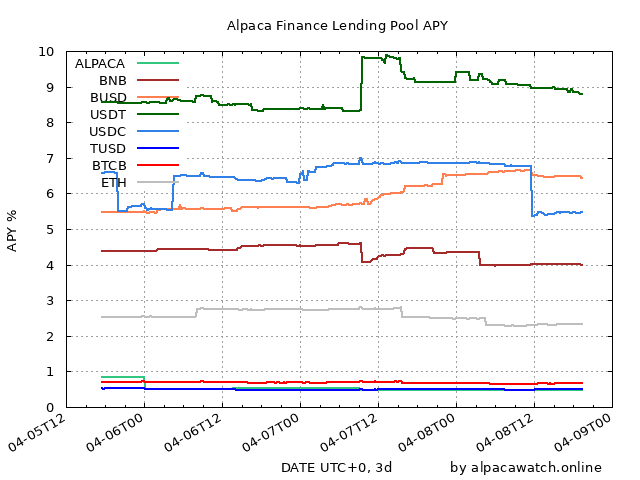 Alpaca Finance Lending Pool APY
10
9
8
7
6
5
4
3
2
1
0
APY %
ALPACA
BNB
BUSD
USDT
USDC
TUSD
BTCB
ETH
04-05T12
04-06T00
04-06T12
04-07T00
04-07T12
04-08T00
04-08T12
04-09T00
DATE UTC+0, 3d
by alpacawatch.online